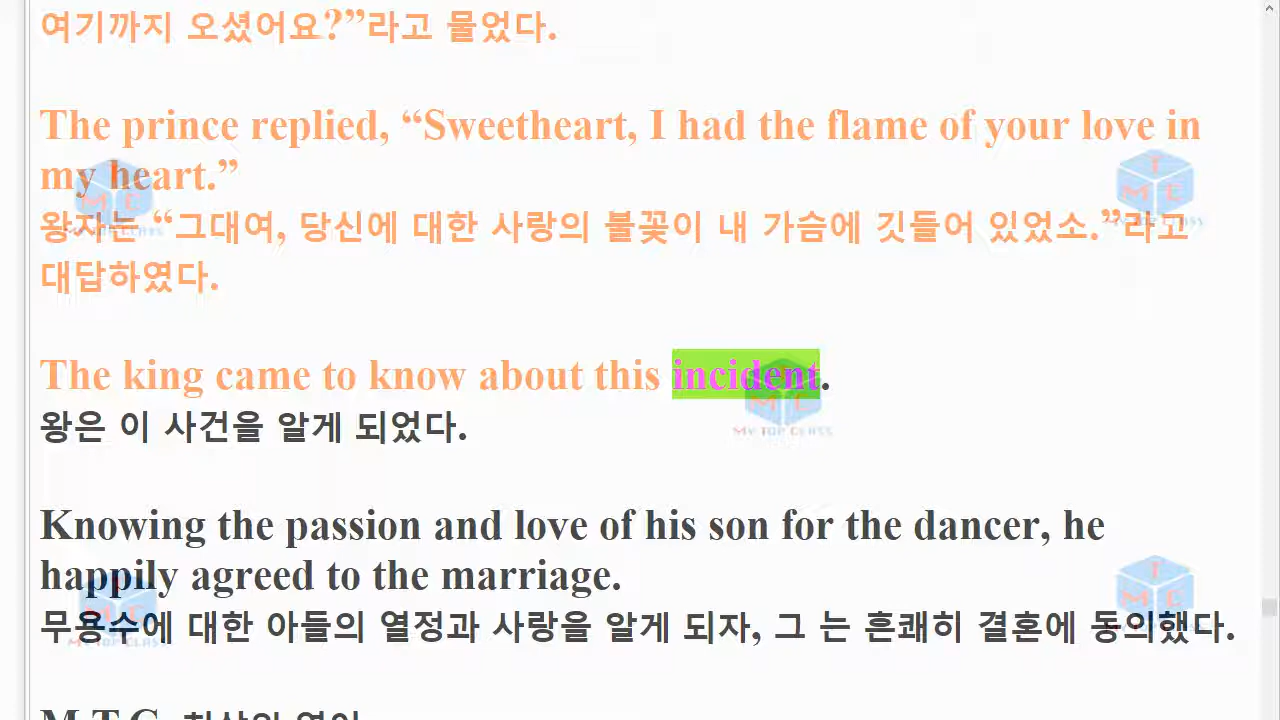 여기까지 오셨어요?”라고 물었다.
The prince replied, “Sweetheart, I had the flame of your love in
my heart.”
왕자는 “그대여, 당신에 대한 사랑의 불꽃이 내 가슴에 깃들어 있었소.”라고
대답하였다.
The king came to know about this incident.
왕은 이 사건을 알게 되었다.
Knowing the passion and love of his son for the dancer, he
happily agreed to the marriage.
무용수에 대한 아들의 열정과 사랑을 알게 되자, 그 는 흔쾌히 결혼에 동의했다.
M.T.C
MY TOP CLASS